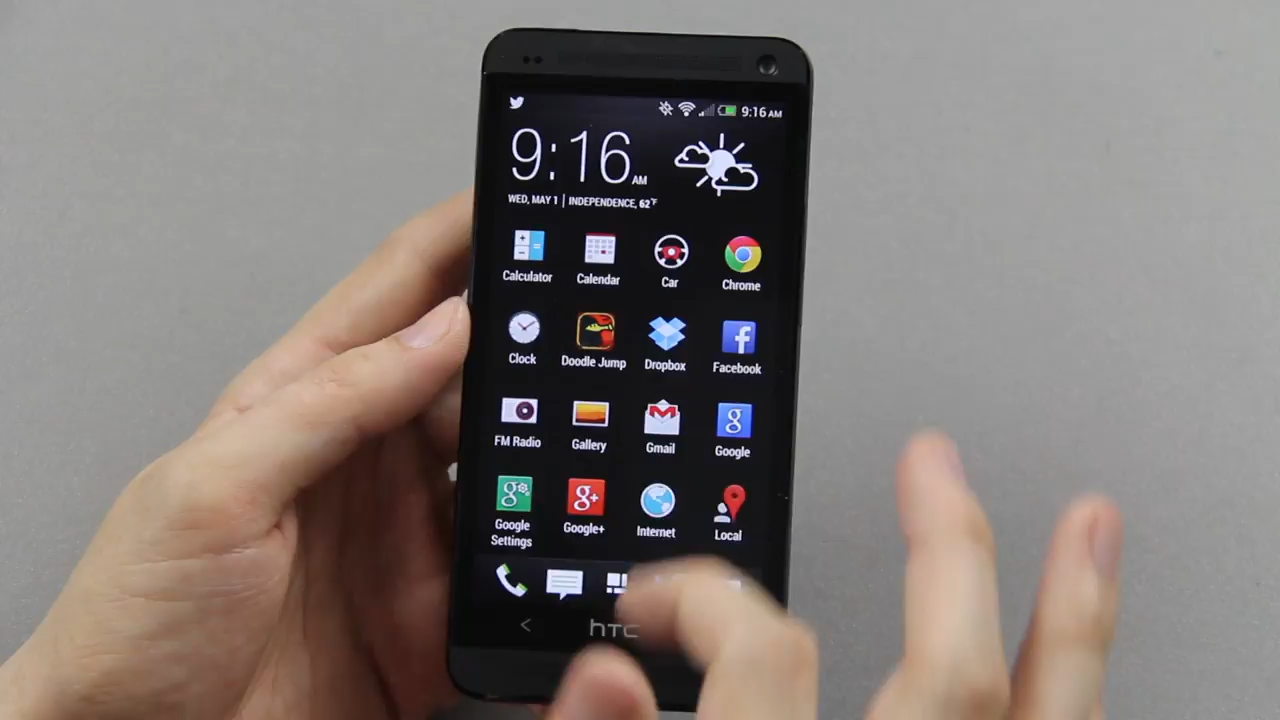 9:16 AM
9:16 AM
WED, MAY 1 | INDEPENDENCE, 62°F
Calculator Calendar Car Chrome
Clock Doodle Jump Dropbox Facebook
FM Radio Gallery Gmail Google
Google Settings Google+ Internet Local
hTC